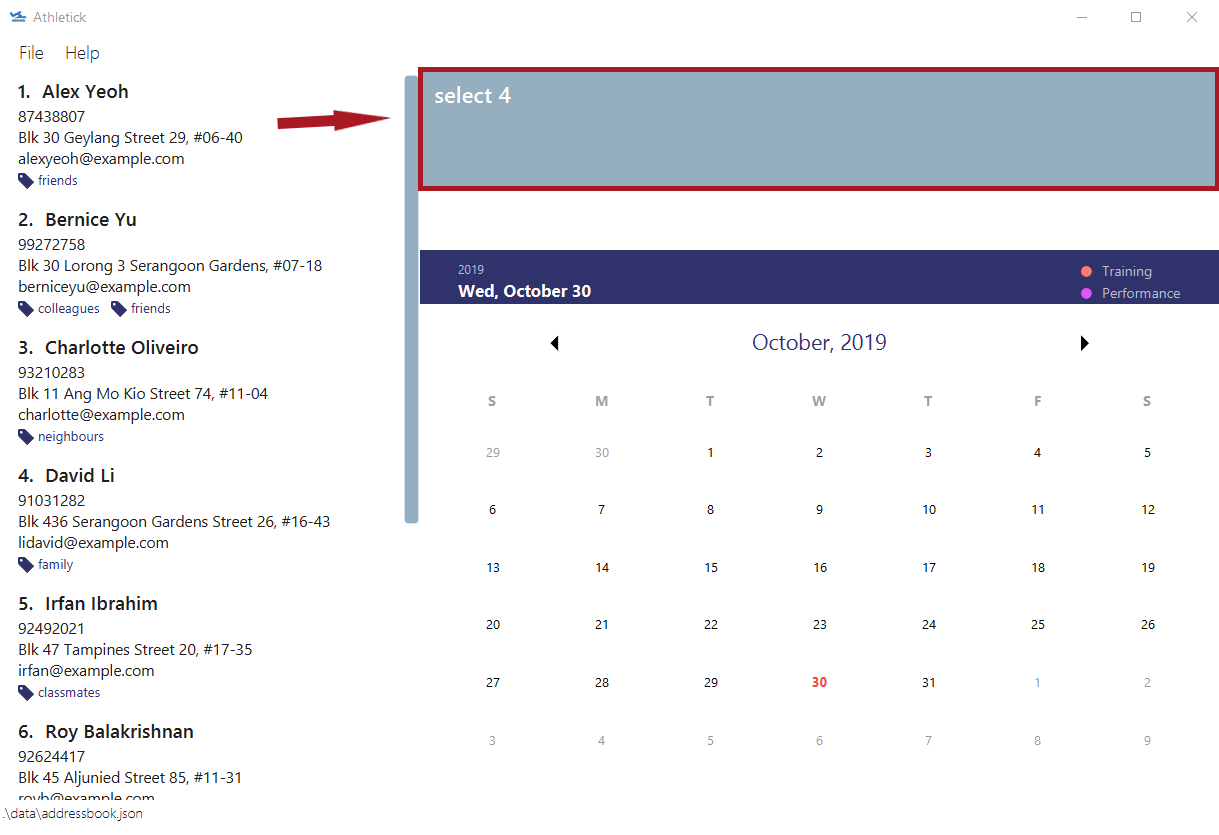 Athletick
File Help
1. Alex Yeoh
87438807
Blk 30 Geylang Street 29, #06-40
alexyeoh@example.com
friends
2. Bernice Yu
99272758
Blk 30 Lorong 3 Serangoon Gardens, #07-18
berniceyu@example.com
colleagues friends
3. Charlotte Oliveiro
93210283
Blk 11 Ang Mo Kio Street 74, #11-04
charlotte@example.com
neighbours
4. David Li
91031282
Blk 436 Serangoon Gardens Street 26, #16-43
lidavid@example.com
family
5. Irfan Ibrahim
92492021
Blk 47 Tampines Street 20, #17-35
irfan@example.com
classmates
6. Roy Balakrishnan
92624417
Blk 45 Aljunied Street 85, #11-31
royb@example.com
select 4
2019
Wed, October 30
Training
Performance
October, 2019
S M T W T F S
29 30 1 2 3 4 5
6 7 8 9 10 11 12
13 14 15 16 17 18 19
20 21 22 23 24 25 26
27 28 29 30 31 1 2
3 4 5 6 7 8 9
.\data\addressbook.json